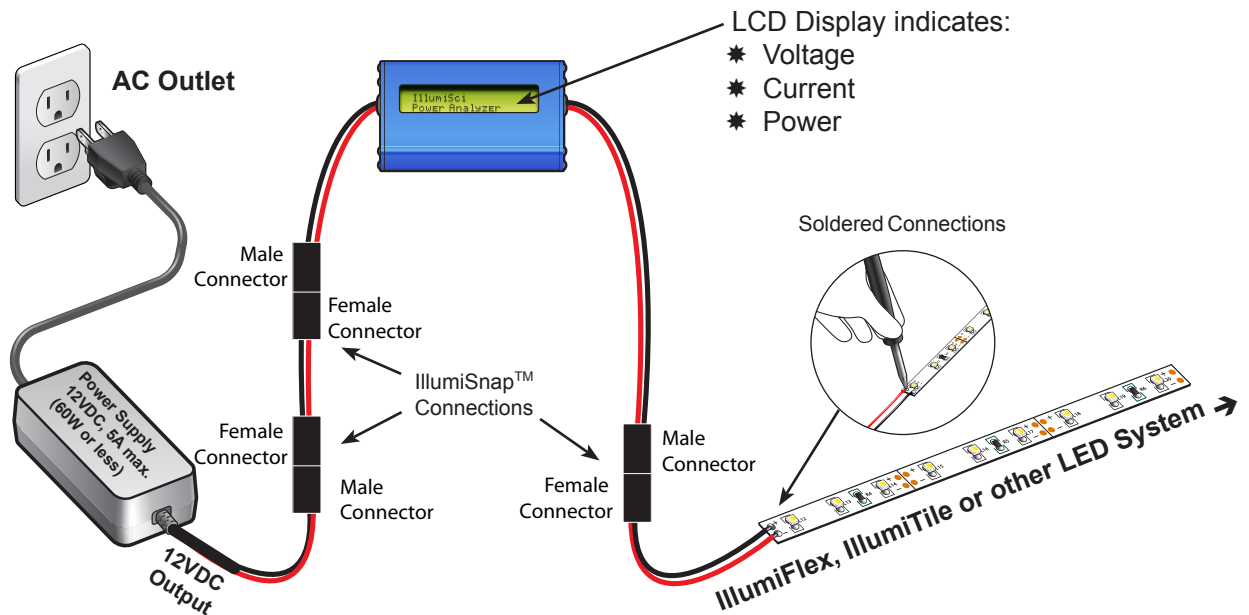 LCD Display indicates:
✷ Voltage
✷ Current
✷ Power
AC Outlet
IllumiSci
Power Analyzer
Soldered Connections
Male
Connector
Female
Connector
IllumiSnap™
Connections
Female
Connector
Male
Connector
Male
Connector
Female
Connector
Power Supply
12VDC, 5A max.
(60W or less)
12VDC
Output
IllumiFlex, IllumiTile or other LED System